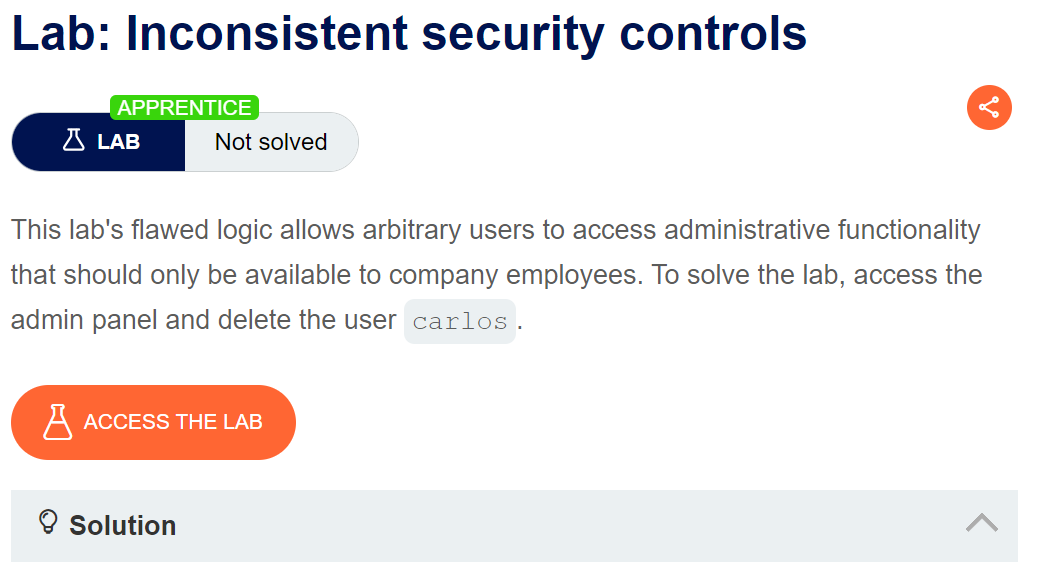 Lab: Inconsistent security controls
APPRENTICE
LAB
Not solved
This lab's flawed logic allows arbitrary users to access administrative functionality
that should only be available to company employees. To solve the lab, access the
admin panel and delete the user carlos.
ACCESS THE LAB
Solution